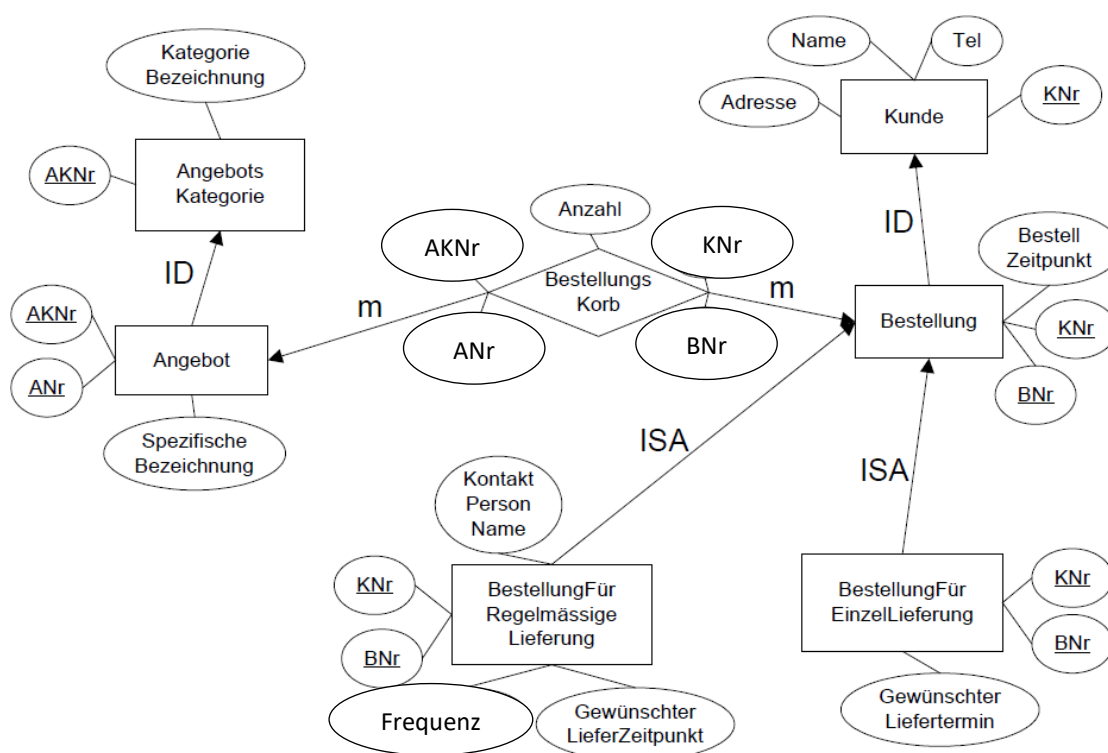 Kategorie
Bezeichnung
AKNr
Angebots
Kategorie
ID
AKNr
ANr
Angebot
Spezifische
Bezeichnung
m
Anzahl
AKNr
KNr
Bestellungs
Korb
ANr
BNr
m
Name
Tel
Adresse
Kunde
KNr
ID
Bestell
Zeitpunkt
Bestellung
KNr
BNr
ISA
ISA
Kontakt
Person
Name
KNr
BNr
BestellungFür
Regelmässige
Lieferung
Frequenz
Gewünschter
LieferZeitpunkt
BestellungFür
EinzelLieferung
KNr
BNr
Gewünschter
Liefertermin